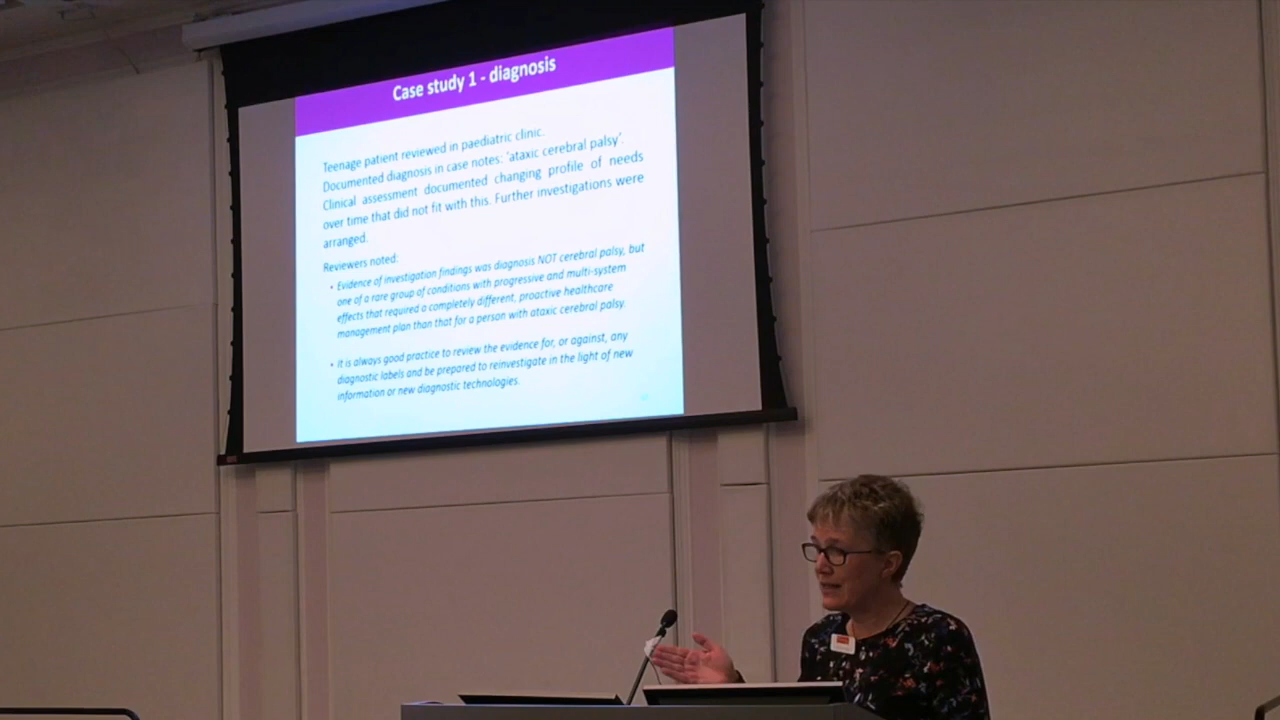 Case study 1 - diagnosis
Teenage patient reviewed in paediatric clinic.
Documented diagnosis in case notes: 'ataxic cerebral palsy'.
Clinical assessment documented changing profile of needs
over time that did not fit with this. Further investigations were
arranged.
Reviewers noted:
• Evidence of investigation findings was diagnosis NOT cerebral palsy, but
one of a rare group of conditions with progressive and multi-system
effects that required a completely different, proactive healthcare
management plan than that for a person with ataxic cerebral palsy.
• It is always good practice to review the evidence for, or against, any
diagnostic labels and be prepared to reinvestigate in the light of new
information or new diagnostic technologies.